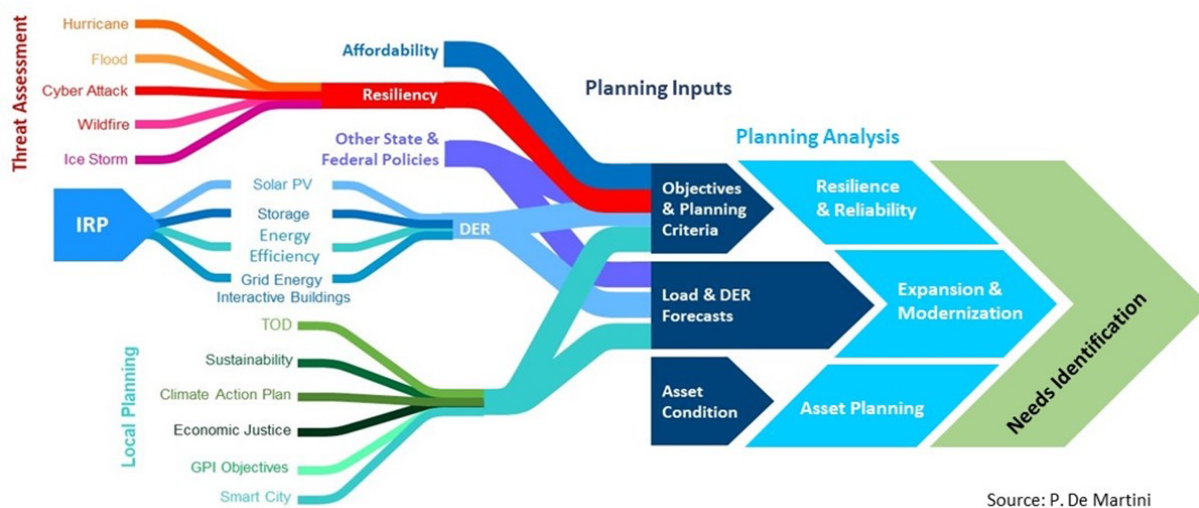 Threat Assessment
Hurricane
Flood
Cyber Attack
Wildfire
Ice Storm
Resiliency
Affordability
Other State &
Federal Policies
IRP
Solar PV
Storage
Energy
Efficiency
Grid Energy
Interactive Buildings
DER
Local Planning
TOD
Sustainability
Climate Action Plan
Economic Justice
GPI Objectives
Smart City
Planning Inputs
Objectives
& Planning
Criteria
Load & DER
Forecasts
Asset
Condition
Planning Analysis
Resilience
& Reliability
Expansion &
Modernization
Asset Planning
Needs Identification
Source: P. De Martini